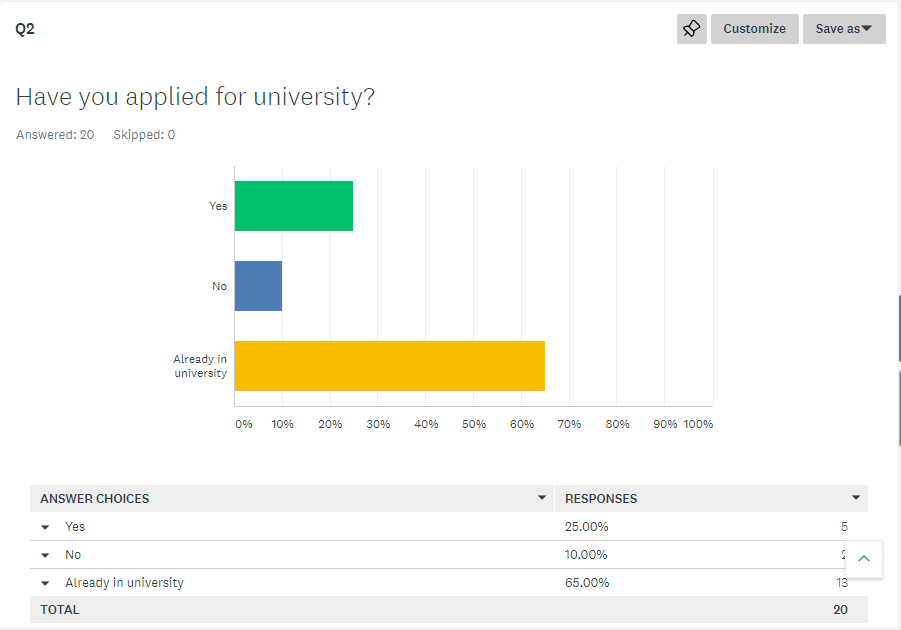 Q2
Customize
Save as
Have you applied for university?
Answered: 20 Skipped: 0
Yes
No
Already in
university
0% 10% 20% 30% 40% 50% 60% 70% 80% 90% 100%
ANSWER CHOICES RESPONSES
Yes 25.00% 5
No 10.00% 2
Already in university 65.00% 13
TOTAL 20